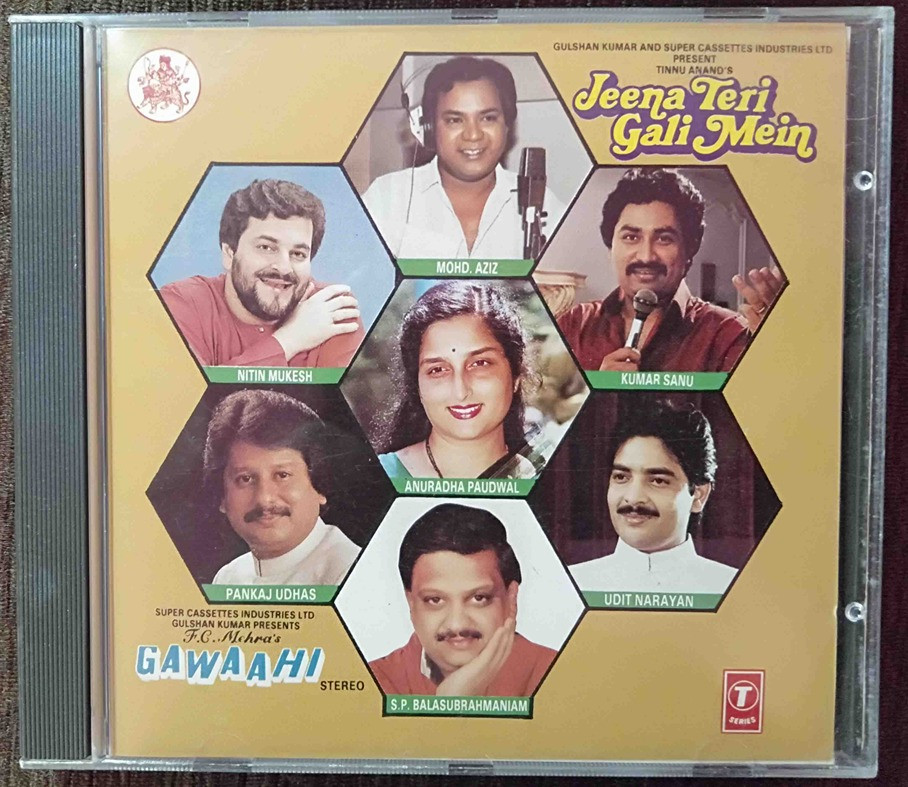 GULSHAN KUMAR AND SUPER CASSETTES INDUSTRIES LTD
PRESENT
TINNU ANAND'S
Jeena Teri
Gali Mein
MOHD. AZIZ
NITIN MUKESH
KUMAR SANU
ANURADHA PAUDWAL
PANKAJ UDHAS
UDIT NARAYAN
S.P. BALASUBRAHMANIAM
SUPER CASSETTES INDUSTRIES LTD
GULSHAN KUMAR PRESENTS
F.C. Mehra's
GAWAAHI
STEREO
T
SERIES